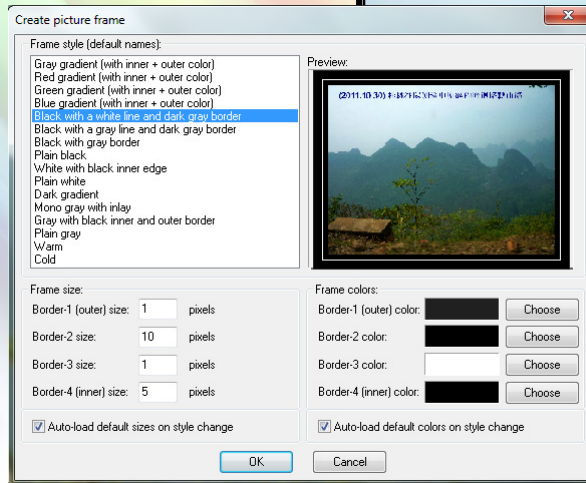 Create picture frame
Frame style (default names):
Gray gradient (with inner + outer color)
Red gradient (with inner + outer color)
Green gradient (with inner + outer color)
Blue gradient (with inner + outer color)
Black with a white line and dark gray border
Black with a gray line and dark gray border
Black with gray border
Plain black
White with black inner edge
Plain white
Dark gradient
Mono gray with inlay
Gray with black inner and outer border
Plain gray
Warm
Cold
Preview:
(2011.10.30)
Frame size:
Border-1 (outer) size: 1 pixels
Border-2 size: 10 pixels
Border-3 size: 1 pixels
Border-4 (inner) size: 5 pixels
Auto-load default sizes on style change
Frame colors:
Border-1 (outer) color: Choose
Border-2 color: Choose
Border-3 color: Choose
Border-4 (inner) color: Choose
Auto-load default colors on style change
OK
Cancel